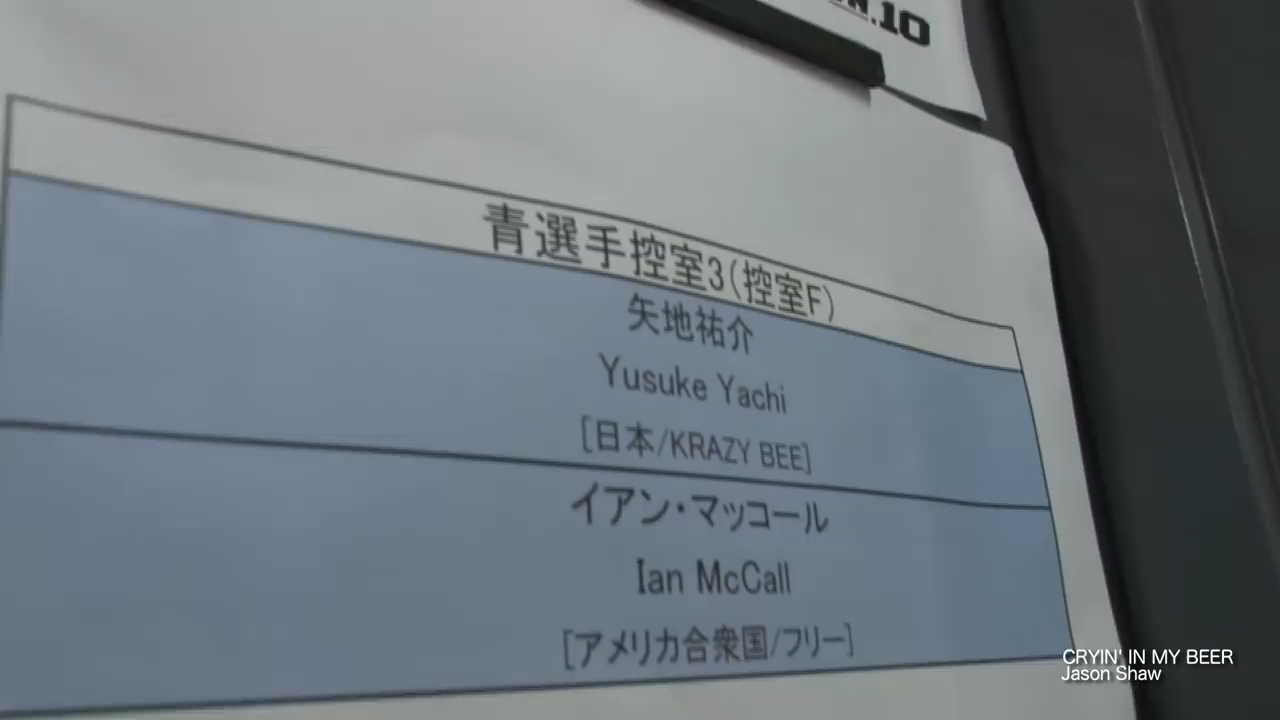 .10
青選手控室3(控室F)
矢地祐介
Yusuke Yachi
[日本/KRAZY BEE]
イアン・マッコール
Ian McCall
[アメリカ合衆国/フリー]
CRYIN' IN MY BEER
Jason Shaw